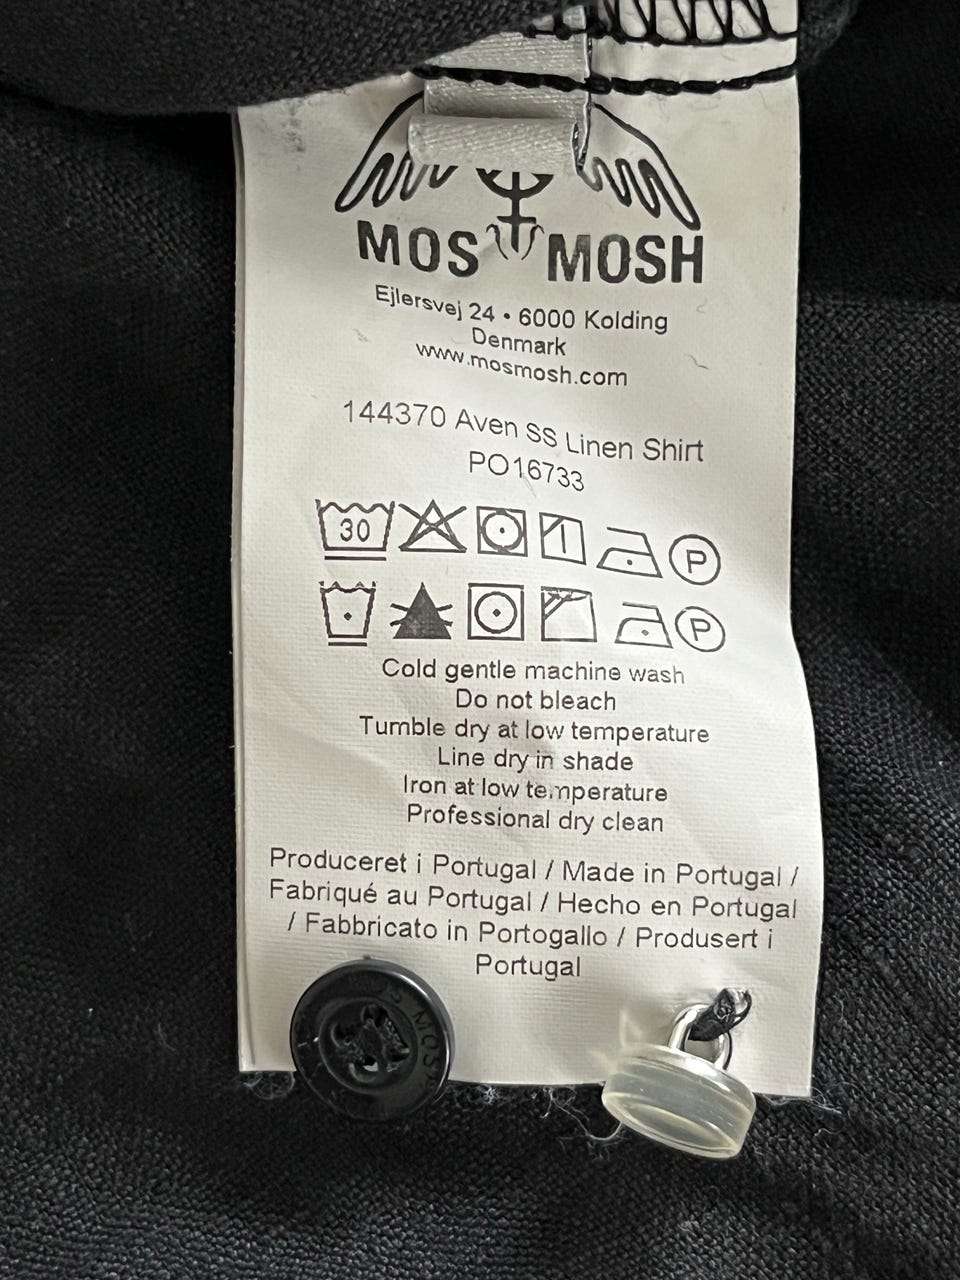 MOS MOSH
Ejlersvej 24 • 6000 Kolding
Denmark
www.mosmosh.com
144370 Aven SS Linen Shirt
PO16733
30 P
P
Cold gentle machine wash
Do not bleach
Tumble dry at low temperature
Line dry in shade
Iron at low temperature
Professional dry clean
Produceret i Portugal / Made in Portugal /
Fabriqué au Portugal / Hecho en Portugal
/ Fabbricato in Portogallo / Produsert i
Portugal
MOS MOSH